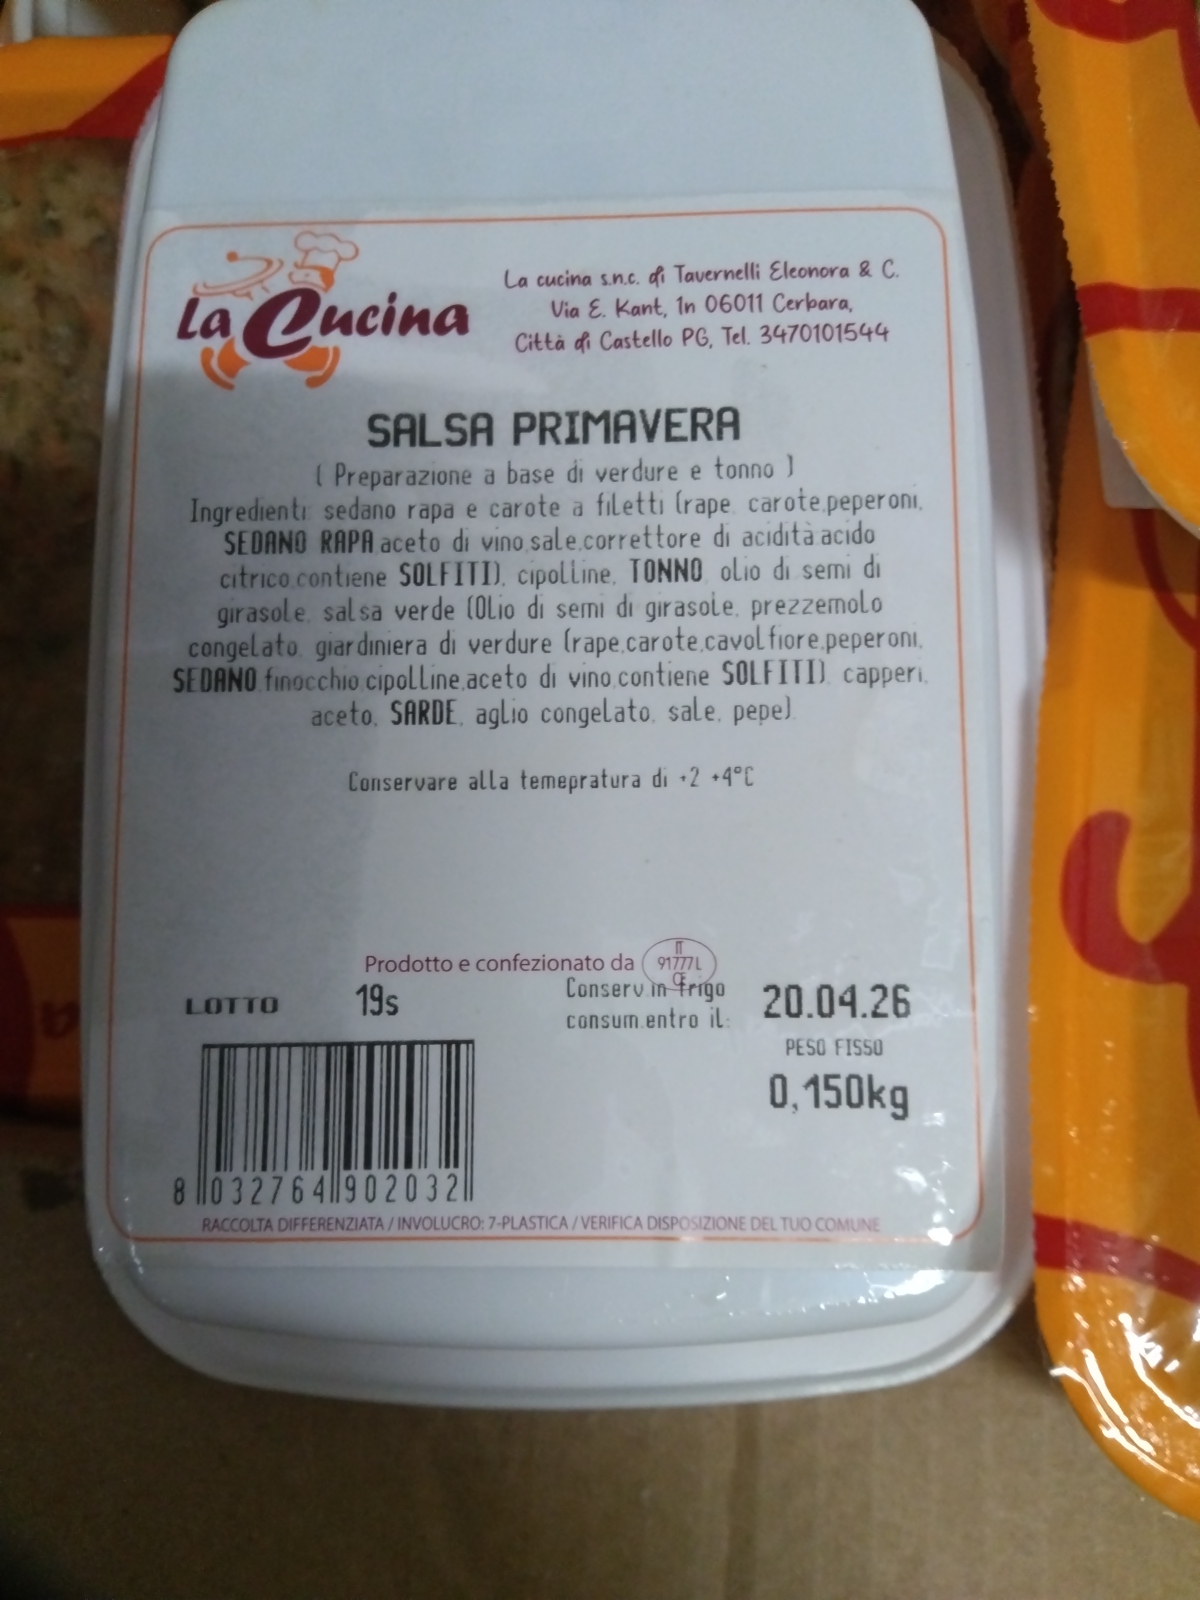 La Cucina
La cucina s.n.c. di Tavernelli Eleonora & C.
Via E. Kant, 1n 06011 Cerbara,
Città di Castello PG, Tel. 3470101544
SALSA PRIMAVERA
( Preparazione a base di verdure e tonno )
Ingredienti: sedano rapa e carote a filetti (rape, carote,peperoni,
SEDANO RAPA,aceto di vino,sale,correttore di acidità:acido
citrico,contiene SOLFITI), cipolline, TONNO, olio di semi di
girasole, salsa verde (Olio di semi di girasole, prezzemolo
congelato, giardiniera di verdure (rape,carote,cavolfiore,peperoni,
SEDANO,finocchio,cipolline,aceto di vino,contiene SOLFITI), capperi,
aceto, SARDE, aglio congelato, sale, pepe).
Conservare alla temepratura di +2 +4°C
Prodotto e confezionato da
IT
91777L
CE
LOTTO 19s
Conserv.in frigo
consum.entro il: 20.04.26
PESO FISSO
0,150kg
8 032764 902032
RACCOLTA DIFFERENZIATA / INVOLUCRO: 7-PLASTICA / VERIFICA DISPOSIZIONE DEL TUO COMUNE